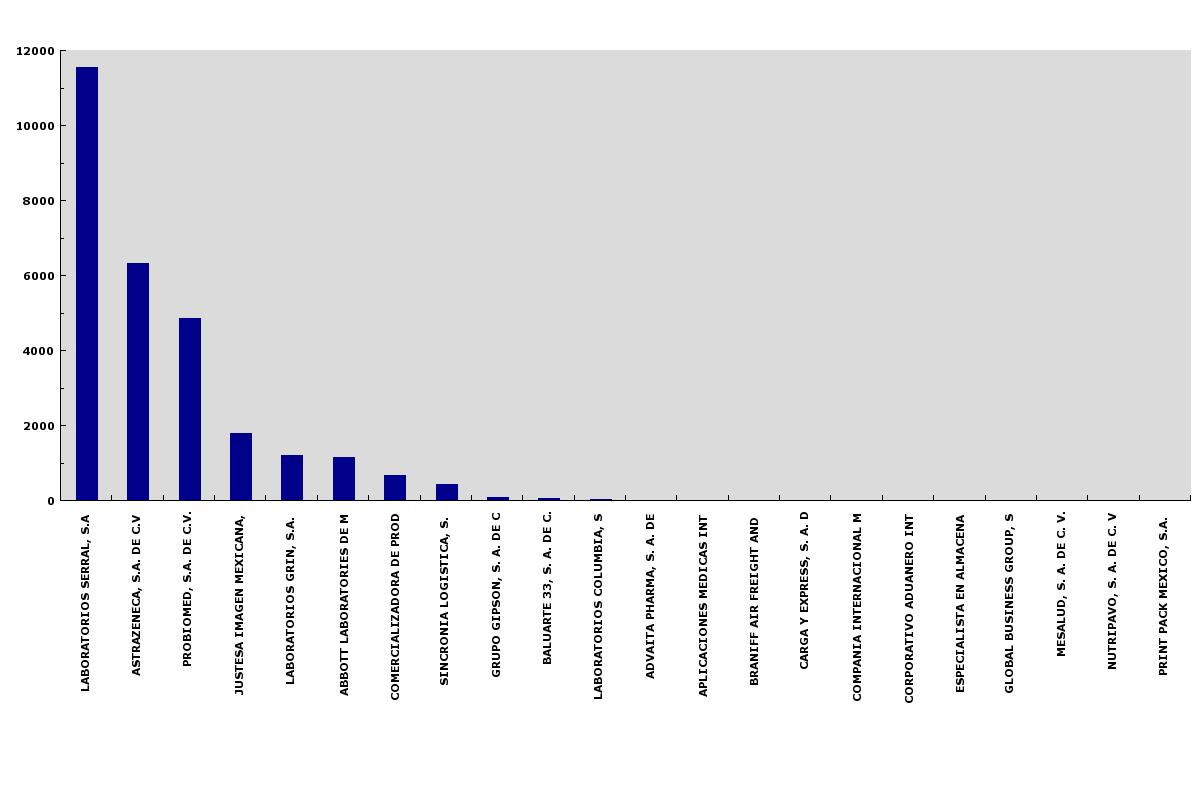 12000
10000
8000
6000
4000
2000
0
LABORATORIOS SERRAL, S.A
ASTRAZENECA, S.A. DE C.V
PROBIOMED, S.A. DE C.V.
JUSTESA IMAGEN MEXICANA,
LABORATORIOS GRIN, S.A.
ABBOTT LABORATORIES DE M
COMERCIALIZADORA DE PROD
SINCRONIA LOGISTICA, S.
GRUPO GIPSON, S. A. DE C
BALUARTE 33, S. A. DE C.
LABORATORIOS COLUMBIA, S
ADVAITA PHARMA, S. A. DE
APLICACIONES MEDICAS INT
BRANIFF AIR FREIGHT AND
CARGA Y EXPRESS, S. A. D
COMPANIA INTERNACIONAL M
CORPORATIVO ADUANERO INT
ESPECIALISTA EN ALMACENA
GLOBAL BUSINESS GROUP, S
MESALUD, S. A. DE C. V.
NUTRIPAVO, S. A. DE C. V
PRINT PACK MEXICO, S.A.